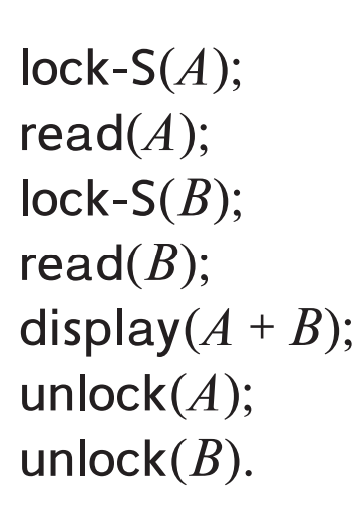 lock-S(A);
read(A);
lock-S(B);
read(B);
display(A + B);
unlock(A);
unlock(B).